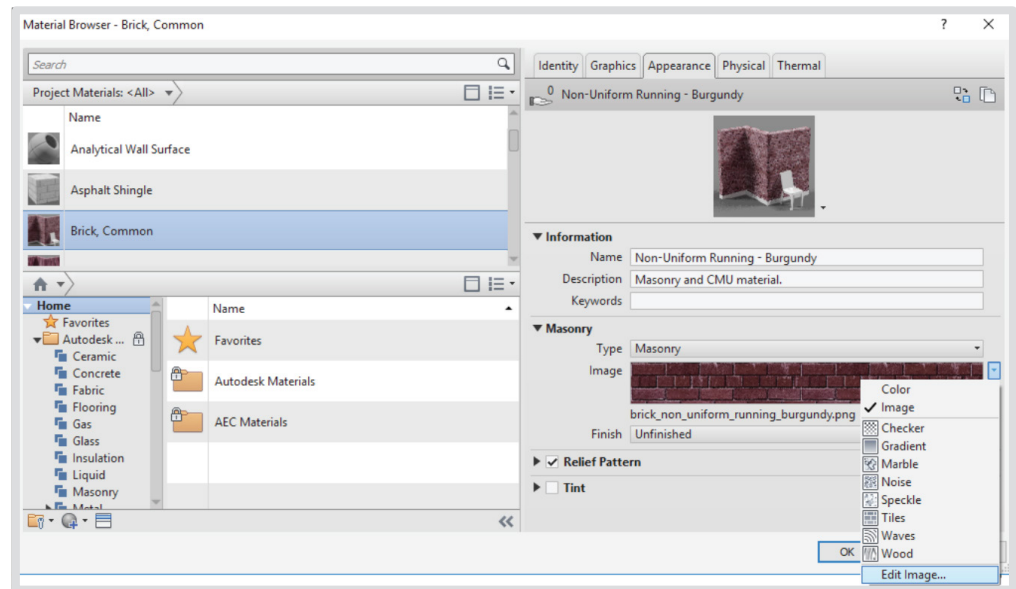 Material Browser - Brick, Common
? ×
Search
Project Materials: <All>
Name
Analytical Wall Surface
Asphalt Shingle
Brick, Common
Home
Favorites
Autodesk ...
Ceramic
Concrete
Fabric
Flooring
Gas
Glass
Insulation
Liquid
Masonry
Metal
Name
Favorites
Autodesk Materials
AEC Materials
Identity Graphics Appearance Physical Thermal
0 Non-Uniform Running - Burgundy
Information
Name Non-Uniform Running - Burgundy
Description Masonry and CMU material.
Keywords
Masonry
Type Masonry
Image
brick_non_uniform_running_burgundy.png
Finish Unfinished
Relief Pattern
Tint
Color
Image
Checker
Gradient
Marble
Noise
Speckle
Tiles
Waves
Wood
Edit Image...
OK